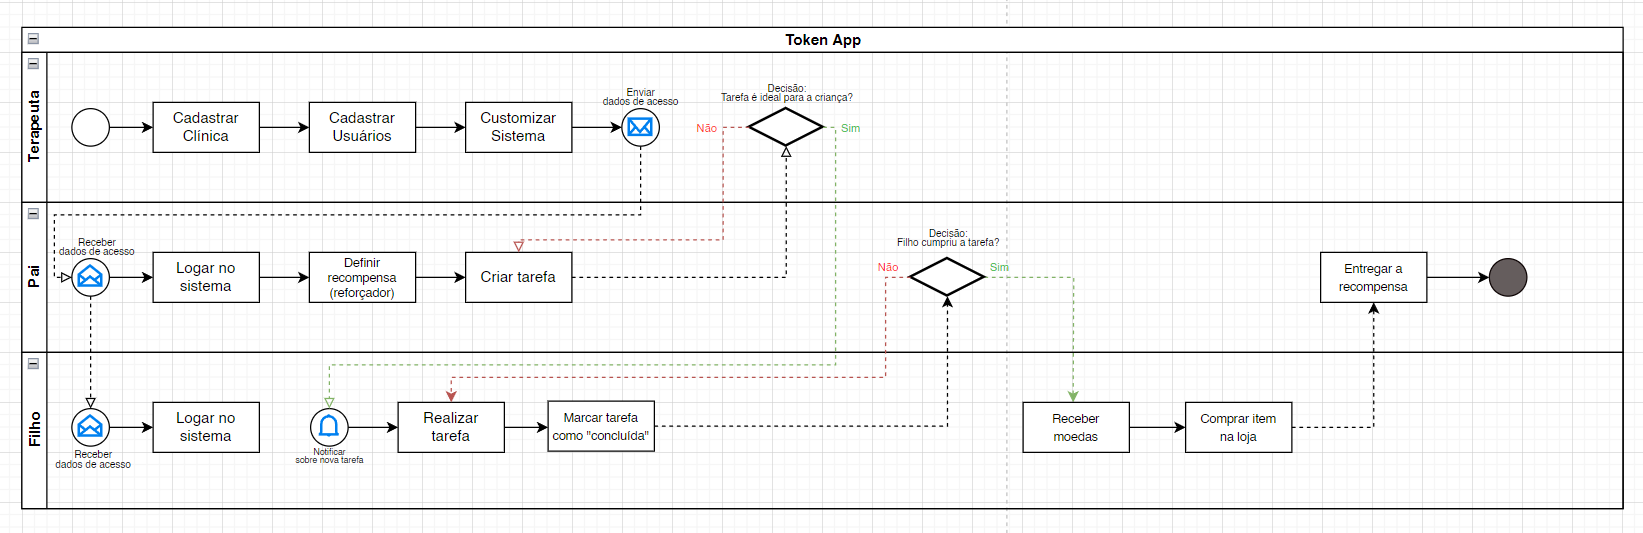 Token App
Terapeuta
Cadastrar
Clínica
Cadastrar
Usuários
Customizar
Sistema
Enviar
dados de acesso
Decisão:
Tarefa é ideal para a criança?
Não
Sim
Pai
Receber
dados de acesso
Logar no
sistema
Definir
recompensa
(reforçador)
Criar tarefa
Decisão:
Filho cumpriu a tarefa?
Não
Sim
Entregar a
recompensa
Filho
Receber
dados de acesso
Logar no
sistema
Notificar
sobre nova tarefa
Realizar
tarefa
Marcar tarefa
como "concluída"
Receber
moedas
Comprar item
na loja